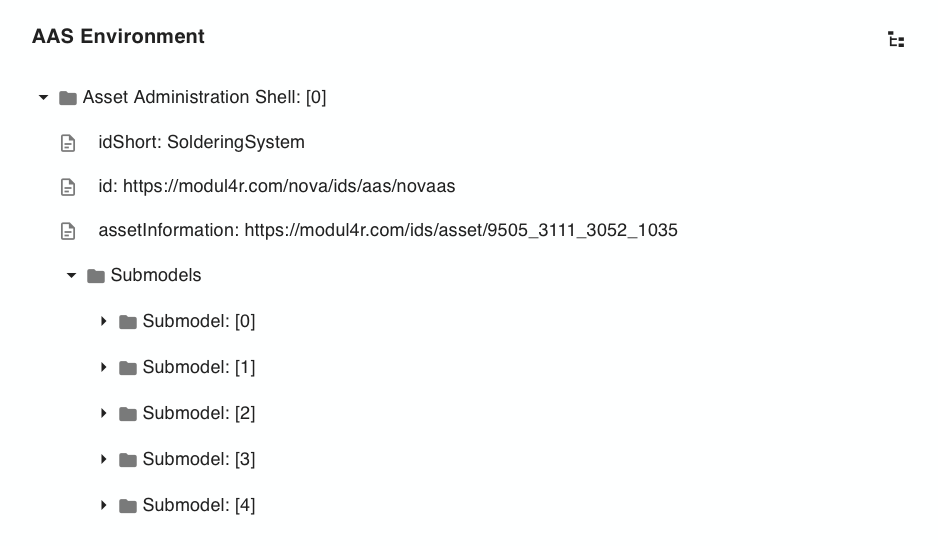 AAS Environment
Asset Administration Shell: [0]
idShort: SolderingSystem
id: https://modul4r.com/nova/ids/aas/novaas
assetInformation: https://modul4r.com/ids/asset/9505_3111_3052_1035
Submodels
Submodel: [0]
Submodel: [1]
Submodel: [2]
Submodel: [3]
Submodel: [4]